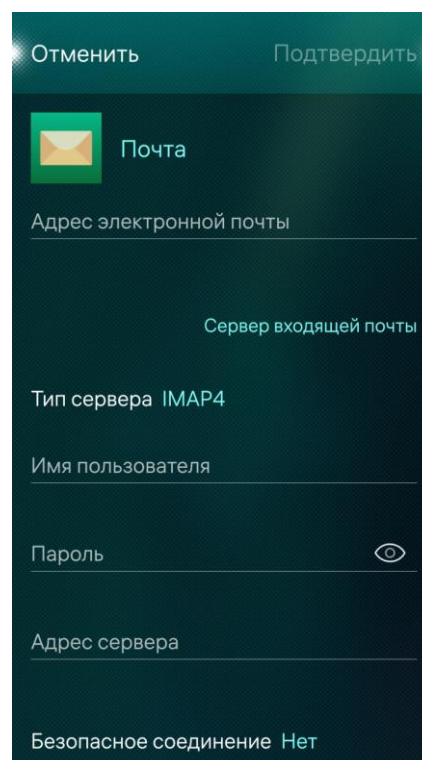 Отменить Подтвердить
Почта
Адрес электронной почты
Сервер входящей почты
Тип сервера IMAP4
Имя пользователя
Пароль
Адрес сервера
Безопасное соединение Нет